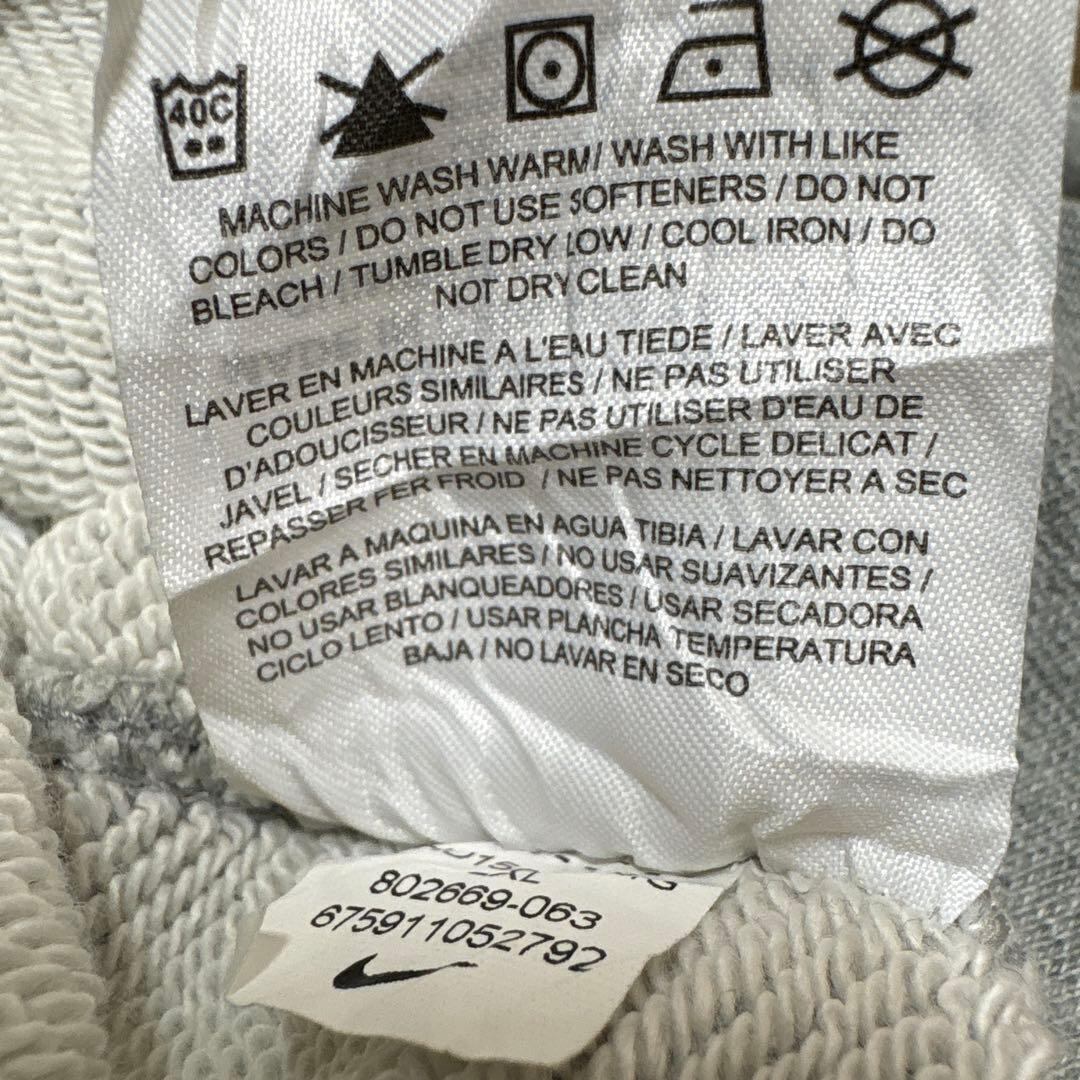 40C
MACHINE WASH WARM/ WASH WITH LIKE
COLORS / DO NOT USE SOFTENERS / DO NOT
BLEACH / TUMBLE DRY LOW / COOL IRON / DO
NOT DRY CLEAN
LAVER EN MACHINE A L'EAU TIEDE / LAVER AVEC
COULEURS SIMILAIRES / NE PAS UTILISER
D'ADOUCISSEUR / NE PAS UTILISER D'EAU DE
JAVEL / SECHER EN MACHINE CYCLE DELICAT /
REPASSER FER FROID / NE PAS NETTOYER A SEC
LAVAR A MAQUINA EN AGUA TIBIA / LAVAR CON
COLORES SIMILARES / NO USAR SUAVIZANTES /
NO USAR BLANQUEADORES / USAR SECADORA
CICLO LENTO / USAR PLANCHA TEMPERATURA
BAJA / NO LAVAR EN SECO
XL
802669-063
675911052792